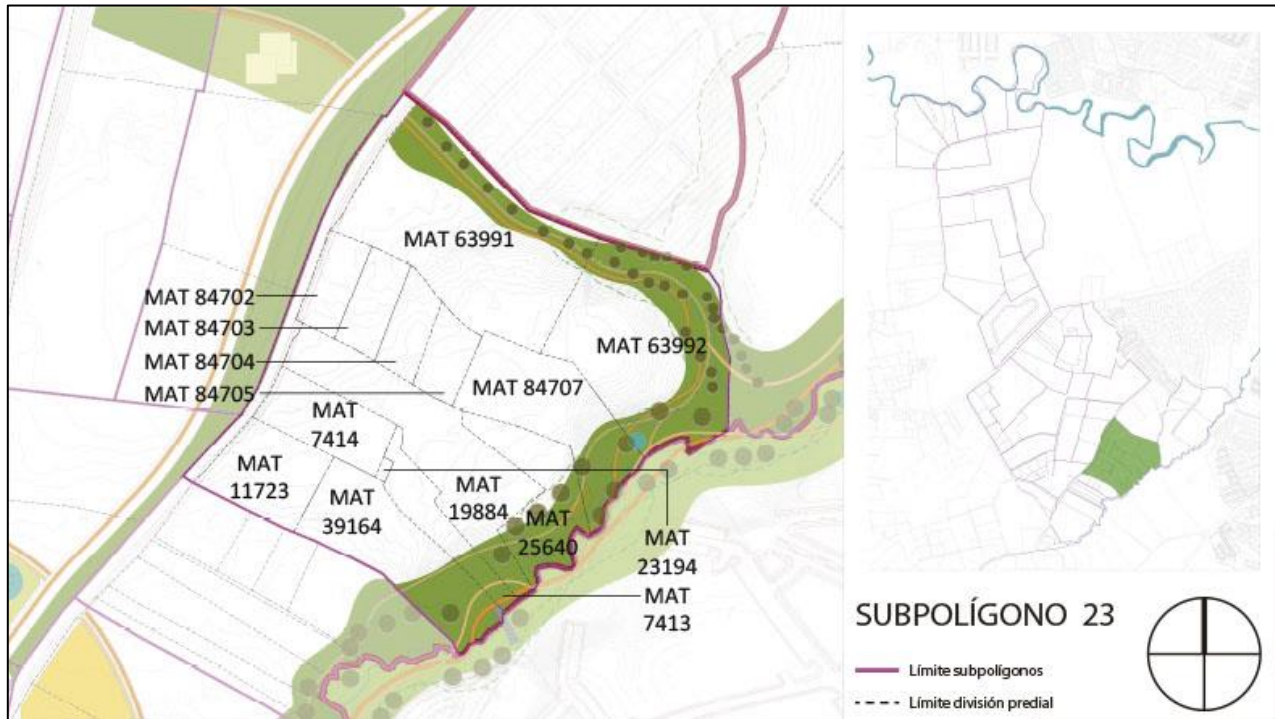 MAT 63991
MAT 84702
MAT 84703
MAT 84704
MAT 84705
MAT 63992
MAT 84707
MAT
7414
MAT
11723
MAT
39164
MAT
19884
MAT
25640
MAT
23194
MAT
7413
SUBPOLÍGONO 23
Límite subpolígonos
Límite división predial